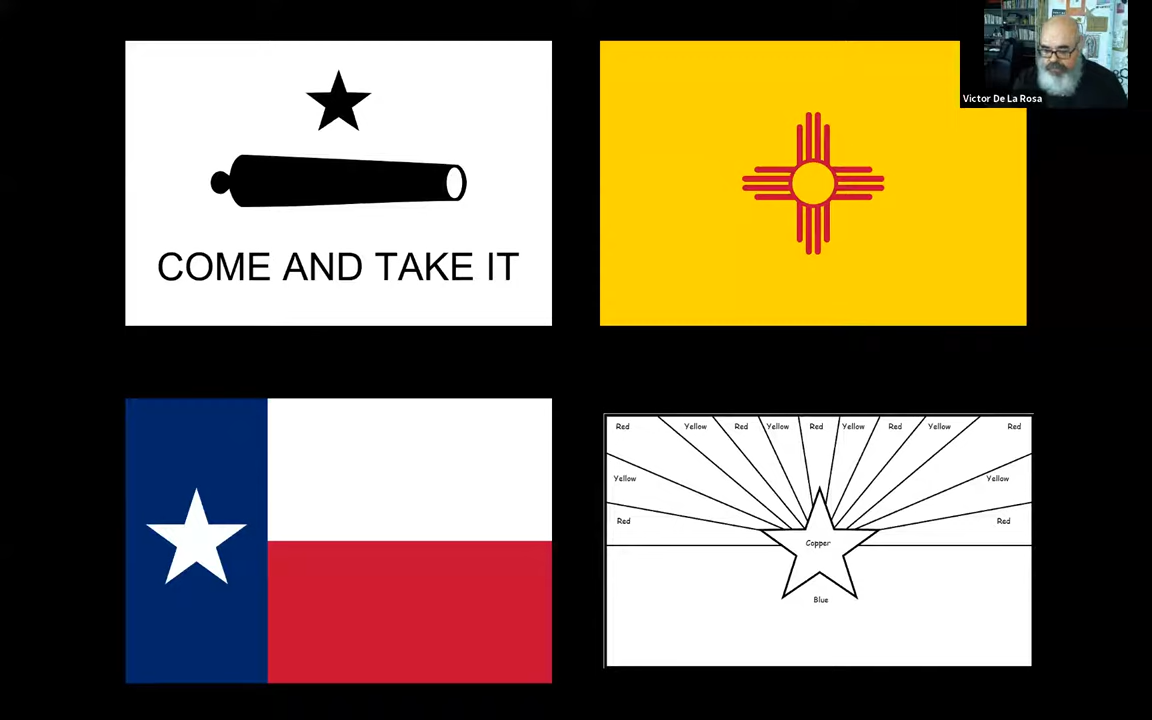 Victor De La Rosa
COME AND TAKE IT
Red Yellow Red Yellow Red Yellow Red Yellow Red
Yellow Yellow
Red Red
Copper
Blue